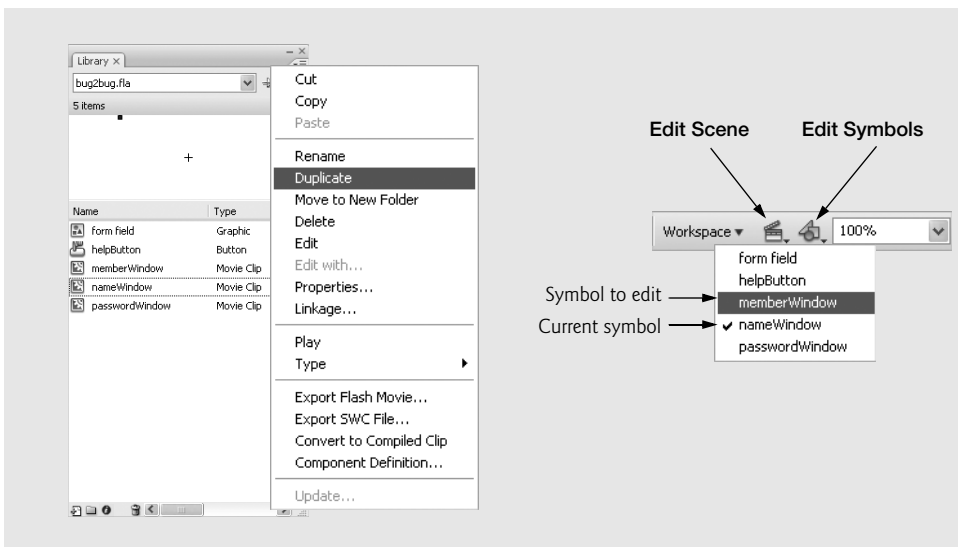 Library ×
bug2bug.fla
5 items
Name Type
form field Graphic
helpButton Button
memberWindow Movie Clip
nameWindow Movie Clip
passwordWindow Movie Clip
Cut
Copy
Paste
Rename
Duplicate
Move to New Folder
Delete
Edit
Edit with...
Properties...
Linkage...
Play
Type
Export Flash Movie...
Export SWC File...
Convert to Compiled Clip
Component Definition...
Update...
Edit Scene Edit Symbols
Workspace 100%
form field
helpButton
Symbol to edit memberWindow
Current symbol nameWindow
passwordWindow